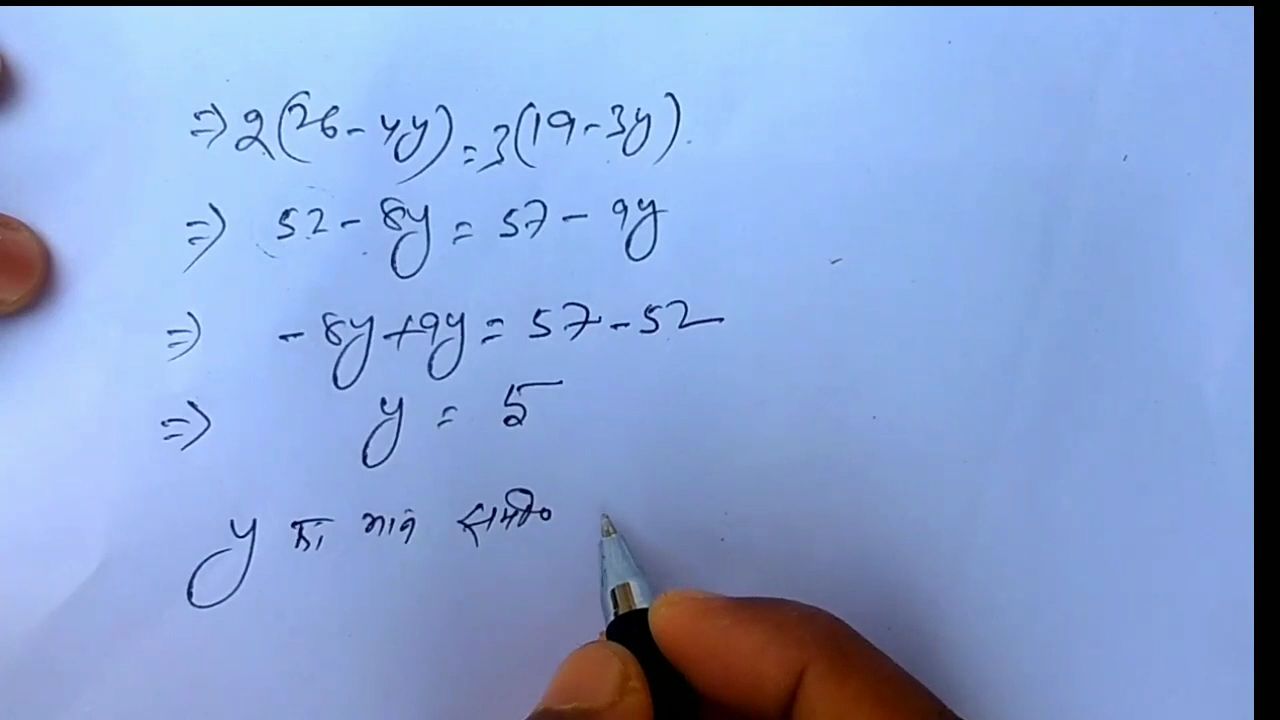 ⇒ 2(26-4y) = 3(19-3y)
⇒ 52 - 8y = 57 - 9y
⇒ -8y+9y = 57-52
⇒ y = 5
y का मान समी०